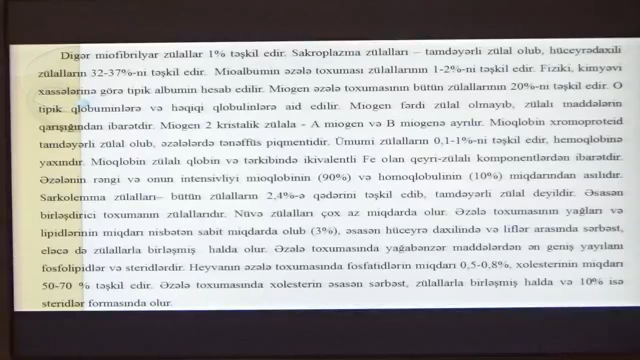 Digər miofibrilyar zülallar 1% təşkil edir. Sakroplazma zülalları – tamdəyərli zülal olub, hüceyrədaxili
zülalların 32-37%-ni təşkil edir. Mioalbumin əzələ toxuması zülallarının 1-2%-ni təşkil edir. Fiziki, kimyəvi
xassələrinə görə tipik albumin hesab edilir. Miogen əzələ toxumasının bütün zülallarının 20%-ni təşkil edir. O
tipik qlobuminlərə və həqiqi qlobulinlərə aid edilir. Miogen fərdi zülal olmayıb, zülalı maddələrin
qarışığından ibarətdir. Miogen 2 kristalik zülala - A miogen və B miogenə ayrılır. Mioqlobin xromoproteid
tamdəyərli zülal olub, əzələlərdə tənəffüs piqmentidir. Ümumi zülalların 0,1-1%-ni təşkil edir, hemoqlobinə
yaxındır. Mioqlobin zülalı qlobin və tərkibində ikivalentli Fe olan qeyri-zülalı komponentlərdən ibarətdir.
Əzələnin rəngi və onun intensivliyi mioqlobinin (90%) və homoqlobulinin (10%) miqdarından asılıdır.
Sarkolemma zülalları– bütün zülalların 2,4%-ə qədərini təşkil edib, tamdəyərli zülal deyildir. Əsasən
birləşdirici toxumanın zülallarıdır. Nüvə zülalları çox az miqdarda olur. Əzələ toxumasının yağları və
lipidlərinin miqdarı nisbətən sabit miqdarda olub (3%), əsasən hüceyrə daxilində və liflər arasında sərbəst,
eləcə də zülallarla birləşmiş halda olur. Əzələ toxumasında yağabənzər maddələrdən ən geniş yayılanı
fosfolipidlər və steridlərdir. Heyvanın əzələ toxumasında fosfatidlərin miqdarı 0,5-0,8%, xolesterinin miqdarı
50-70 % təşkil edir. Əzələ toxumasında xolesterin əsasən sərbəst, zülallarla birləşmiş halda və 10% isə
steridlər formasında olur.